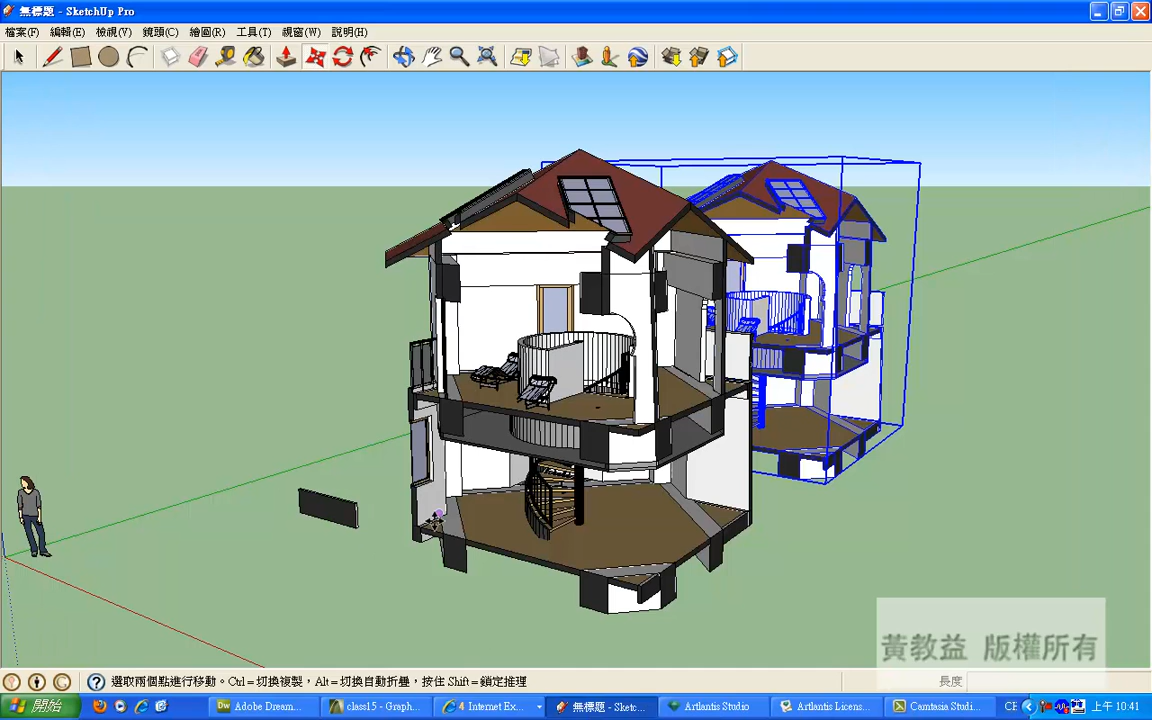 無標題 - SketchUp Pro
檔案(F) 編輯(E) 檢視(V) 鏡頭(C) 繪圖(R) 工具(T) 視窗(W) 說明(H)
黃教益 版權所有
選取兩個點進行移動。Ctrl = 切換複製，Alt = 切換自動折疊，按住 Shift = 鎖定推理
長度
開始
Adobe Dream...
class15 - Graph...
4 Internet Ex...
無標題 - Sketc...
Artlantis Studio
Artlantis Licens...
Camtasia Studi...
CH
上午 10:41